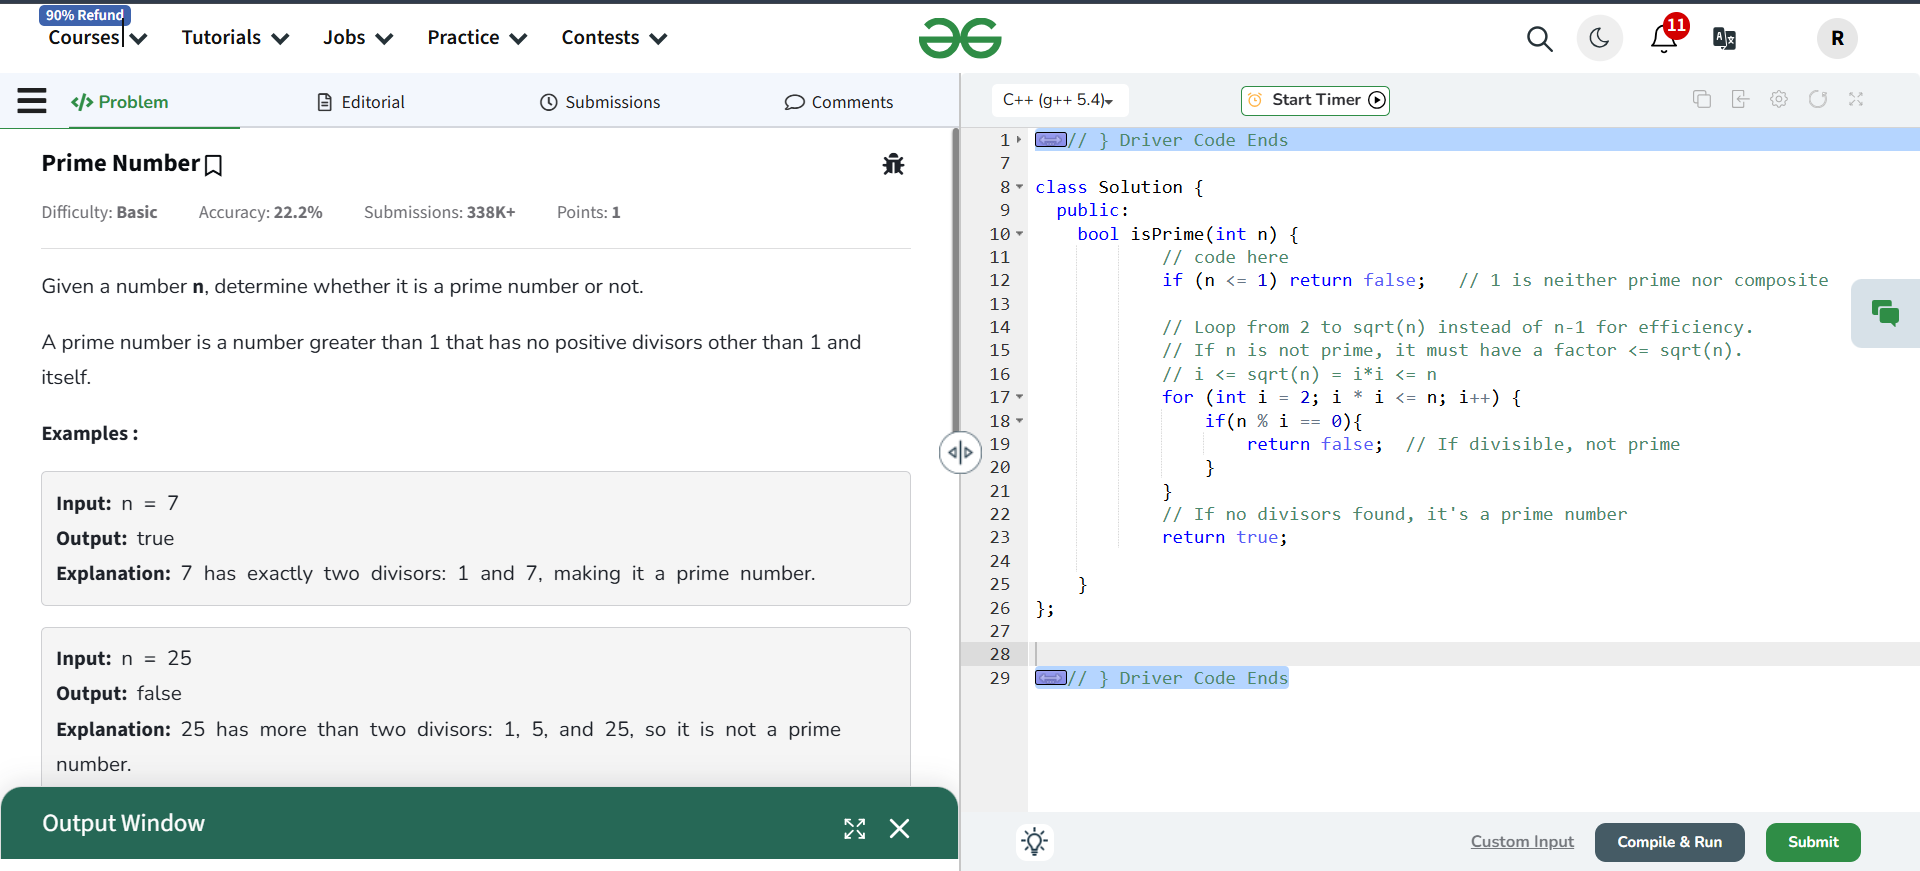 90% Refund
Courses Tutorials Jobs Practice Contests
11
R
</> Problem Editorial Submissions Comments
C++ (g++ 5.4) Start Timer
Prime Number
Difficulty: Basic Accuracy: 22.2% Submissions: 338K+ Points: 1
Given a number n, determine whether it is a prime number or not.
A prime number is a number greater than 1 that has no positive divisors other than 1 and
itself.
Examples :
Input: n = 7
Output: true
Explanation: 7 has exactly two divisors: 1 and 7, making it a prime number.
Input: n = 25
Output: false
Explanation: 25 has more than two divisors: 1, 5, and 25, so it is not a prime
number.
Output Window
1 // } Driver Code Ends
7
8 class Solution {
9 public:
10 bool isPrime(int n) {
11 // code here
12 if (n <= 1) return false; // 1 is neither prime nor composite
13
14 // Loop from 2 to sqrt(n) instead of n-1 for efficiency.
15 // If n is not prime, it must have a factor <= sqrt(n).
16 // i <= sqrt(n) = i*i <= n
17 for (int i = 2; i * i <= n; i++) {
18 if(n % i == 0){
19 return false; // If divisible, not prime
20 }
21 }
22 // If no divisors found, it's a prime number
23 return true;
24
25 }
26 };
27
28
29 // } Driver Code Ends
Custom Input Compile & Run Submit